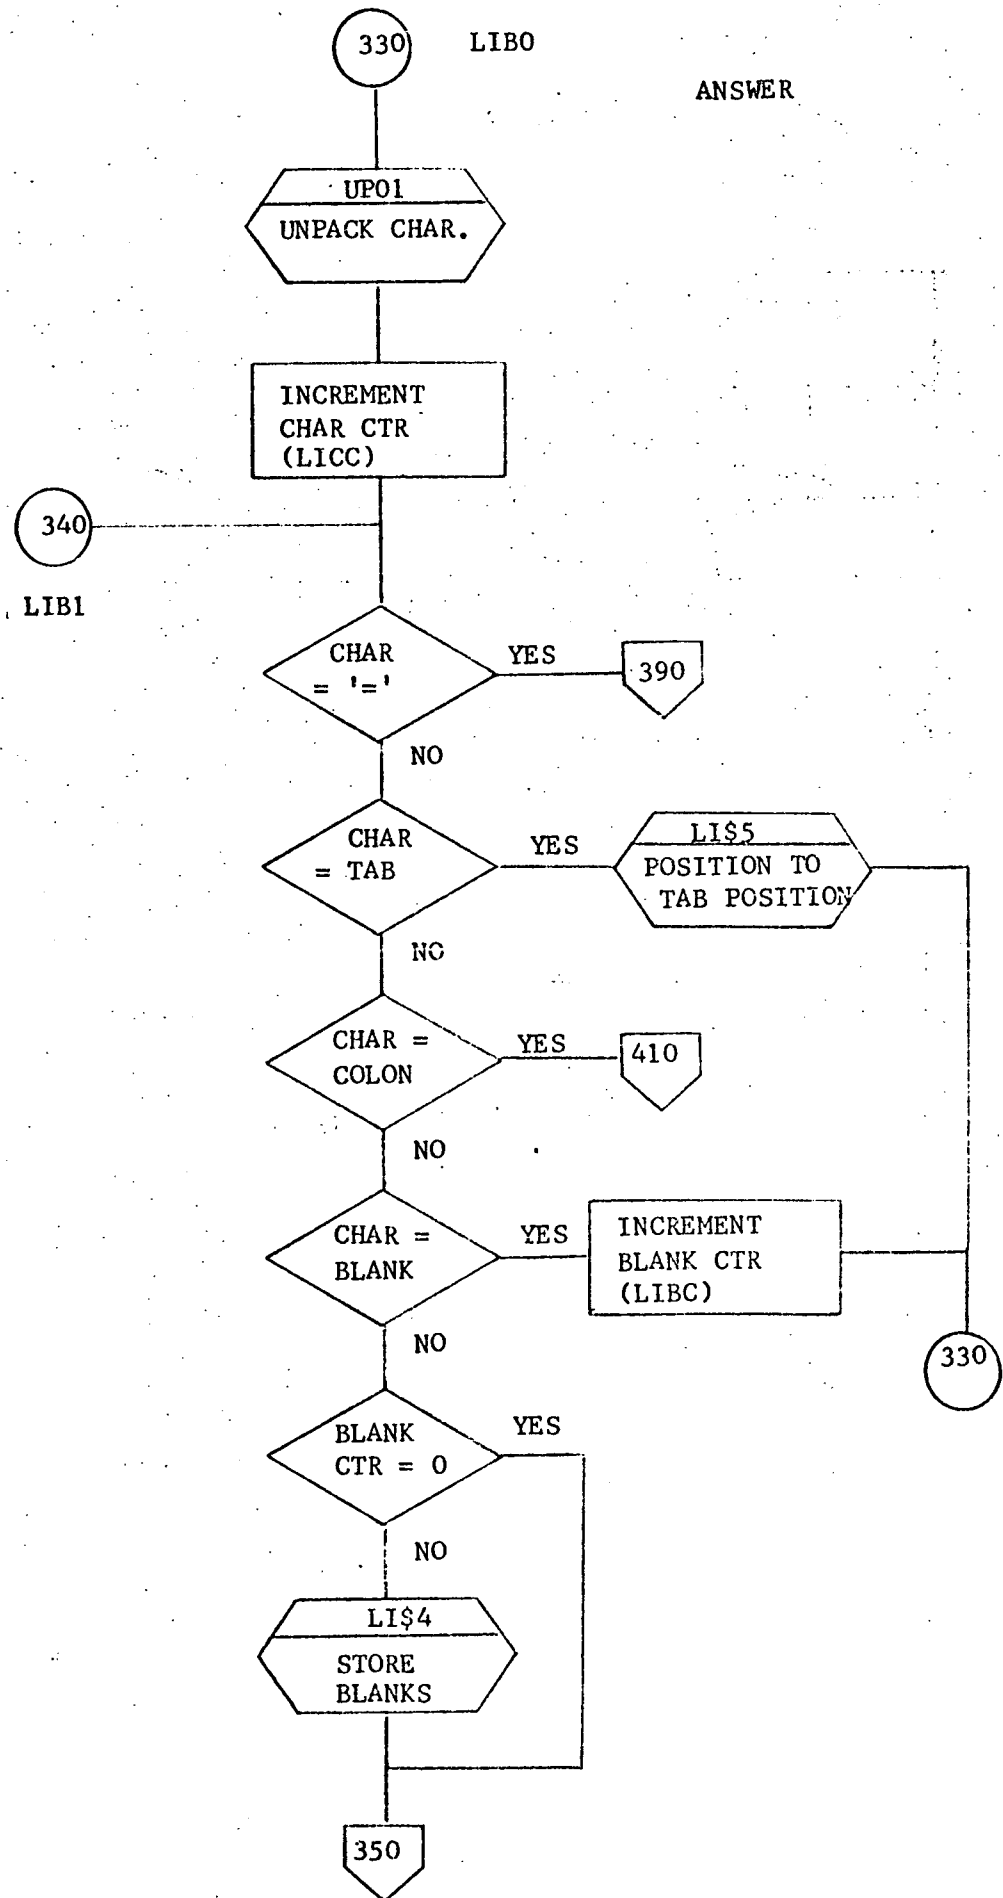 330 LIB0
ANSWER
UP01
UNPACK CHAR.
INCREMENT
CHAR CTR
(LICC)
340
LIB1
CHAR
= '='
YES
390
NO
CHAR
= TAB
YES
LI$5
POSITION TO
TAB POSITION
NO
CHAR =
COLON
YES
410
NO
CHAR =
BLANK
YES
INCREMENT
BLANK CTR
(LIBC)
NO
330
BLANK
CTR = 0
YES
NO
LI$4
STORE
BLANKS
350